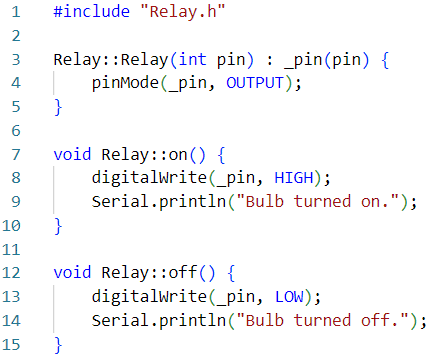 1 #include "Relay.h"
2
3 Relay::Relay(int pin) : _pin(pin) {
4     pinMode(_pin, OUTPUT);
5 }
6
7 void Relay::on() {
8     digitalWrite(_pin, HIGH);
9     Serial.println("Bulb turned on.");
10 }
11
12 void Relay::off() {
13     digitalWrite(_pin, LOW);
14     Serial.println("Bulb turned off.");
15 }